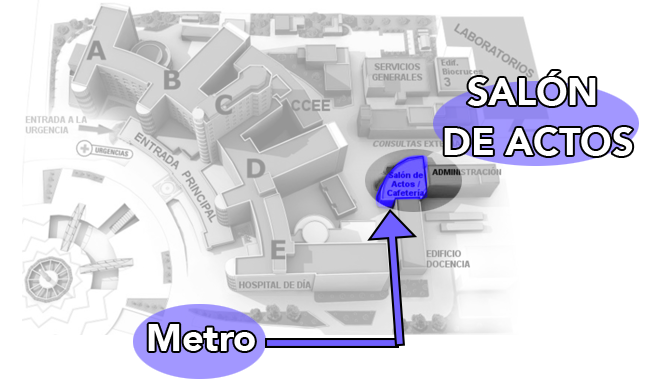 A
B
C
CCEE
D
E
LABORATORIOS
SERVICIOS
GENERALES
Edif.
Biocruces
3
SALÓN
DE ACTOS
ENTRADA A LA
URGENCIA
URGENCIAS
ENTRADA PRINCIPAL
CONSULTAS EXTE
Salón de
Actos /
Cafetería
ADMINISTRACIÓN
EDIFICIO
DOCENCIA
HOSPITAL DE DÍA
Metro